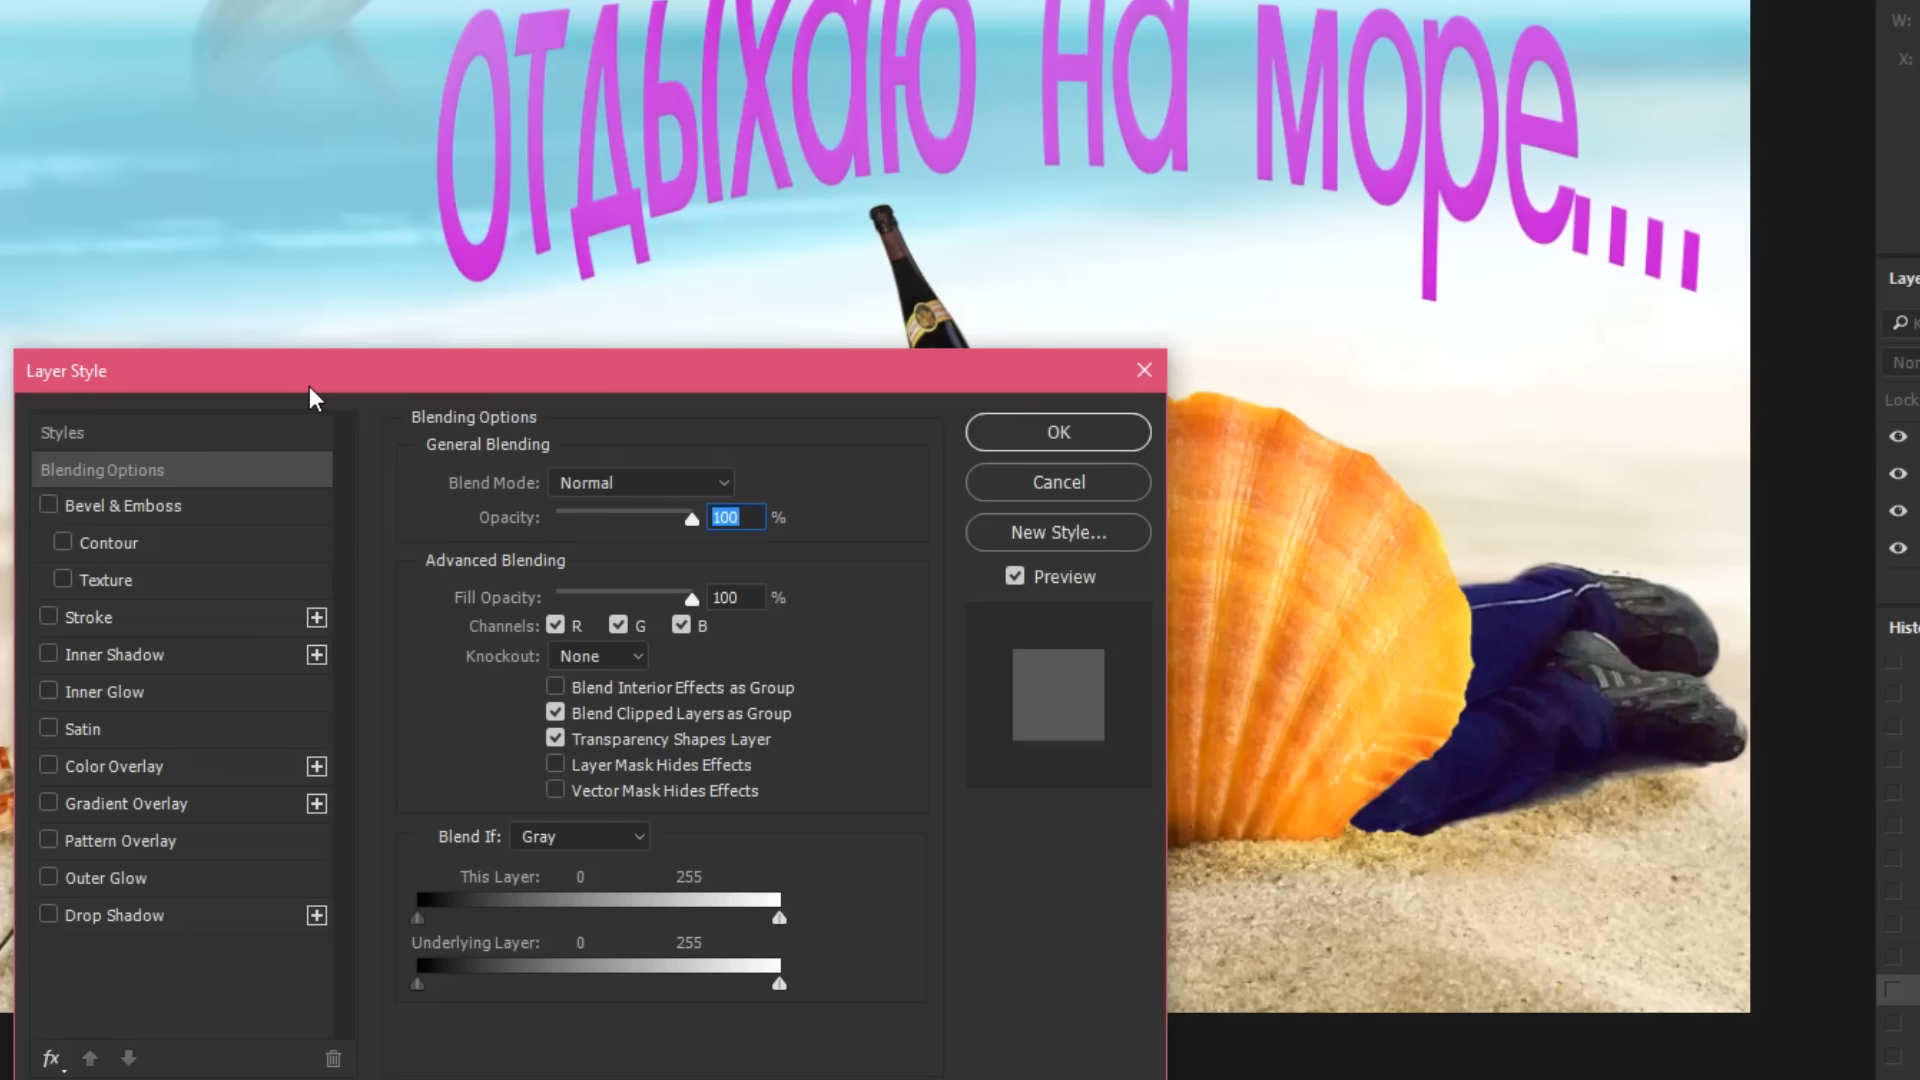 отдыхаю на море....
W:
X:
Layer Style
Styles
Blending Options
Bevel & Emboss
Contour
Texture
Stroke
Inner Shadow
Inner Glow
Satin
Color Overlay
Gradient Overlay
Pattern Overlay
Outer Glow
Drop Shadow
fx
Blending Options
General Blending
Blend Mode: Normal
Opacity: 100 %
Advanced Blending
Fill Opacity: 100 %
Channels: R G B
Knockout: None
Blend Interior Effects as Group
Blend Clipped Layers as Group
Transparency Shapes Layer
Layer Mask Hides Effects
Vector Mask Hides Effects
Blend If: Gray
This Layer: 0 255
Underlying Layer: 0 255
OK
Cancel
New Style...
Preview
Laye
K
Nor
Lock
Histo